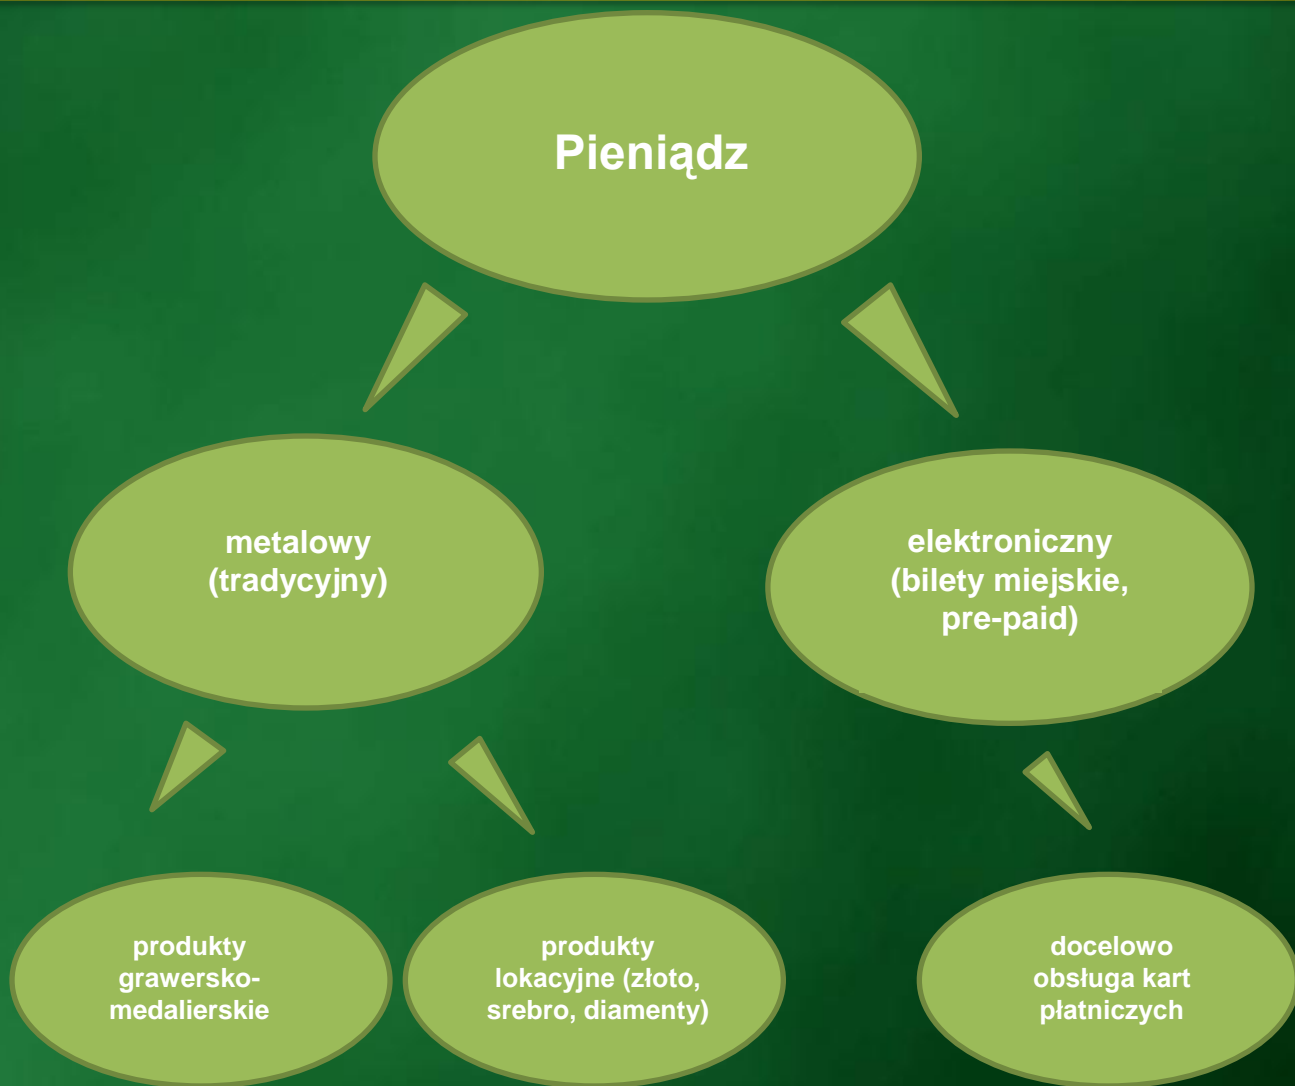 Pieniądz
metalowy
(tradycyjny)
elektroniczny
(bilety miejskie,
pre-paid)
produkty
grawersko-
medalierskie
produkty
lokacyjne (złoto,
srebro, diamenty)
docelowo
obsługa kart
płatniczych